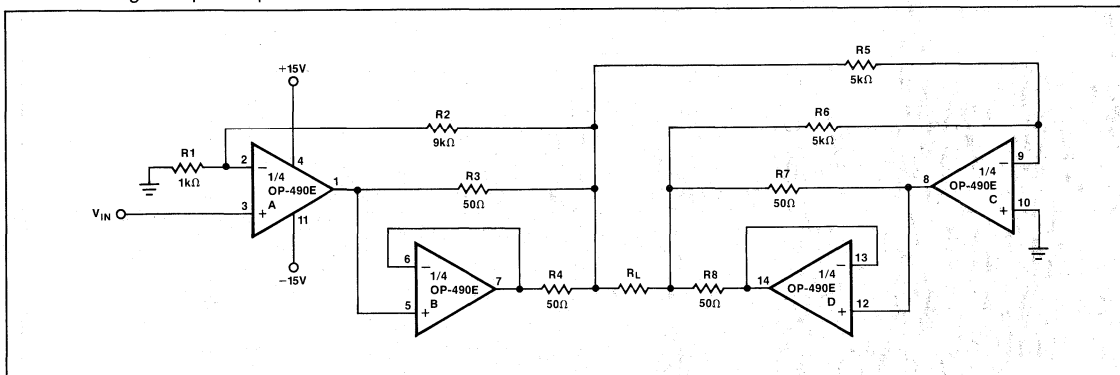 +15V
R2
9kΩ
R5
5kΩ
R6
5kΩ
R1
1kΩ
2
−
4
1/4
OP-490E
A
1
3
+
11
V_IN
−15V
R3
50Ω
R7
50Ω
8
9
−
1/4
OP-490E
C
10
+
6
−
1/4
OP-490E
B
7
5
+
R4
50Ω
R_L
R8
50Ω
14
13
−
1/4
OP-490E
D
12
+